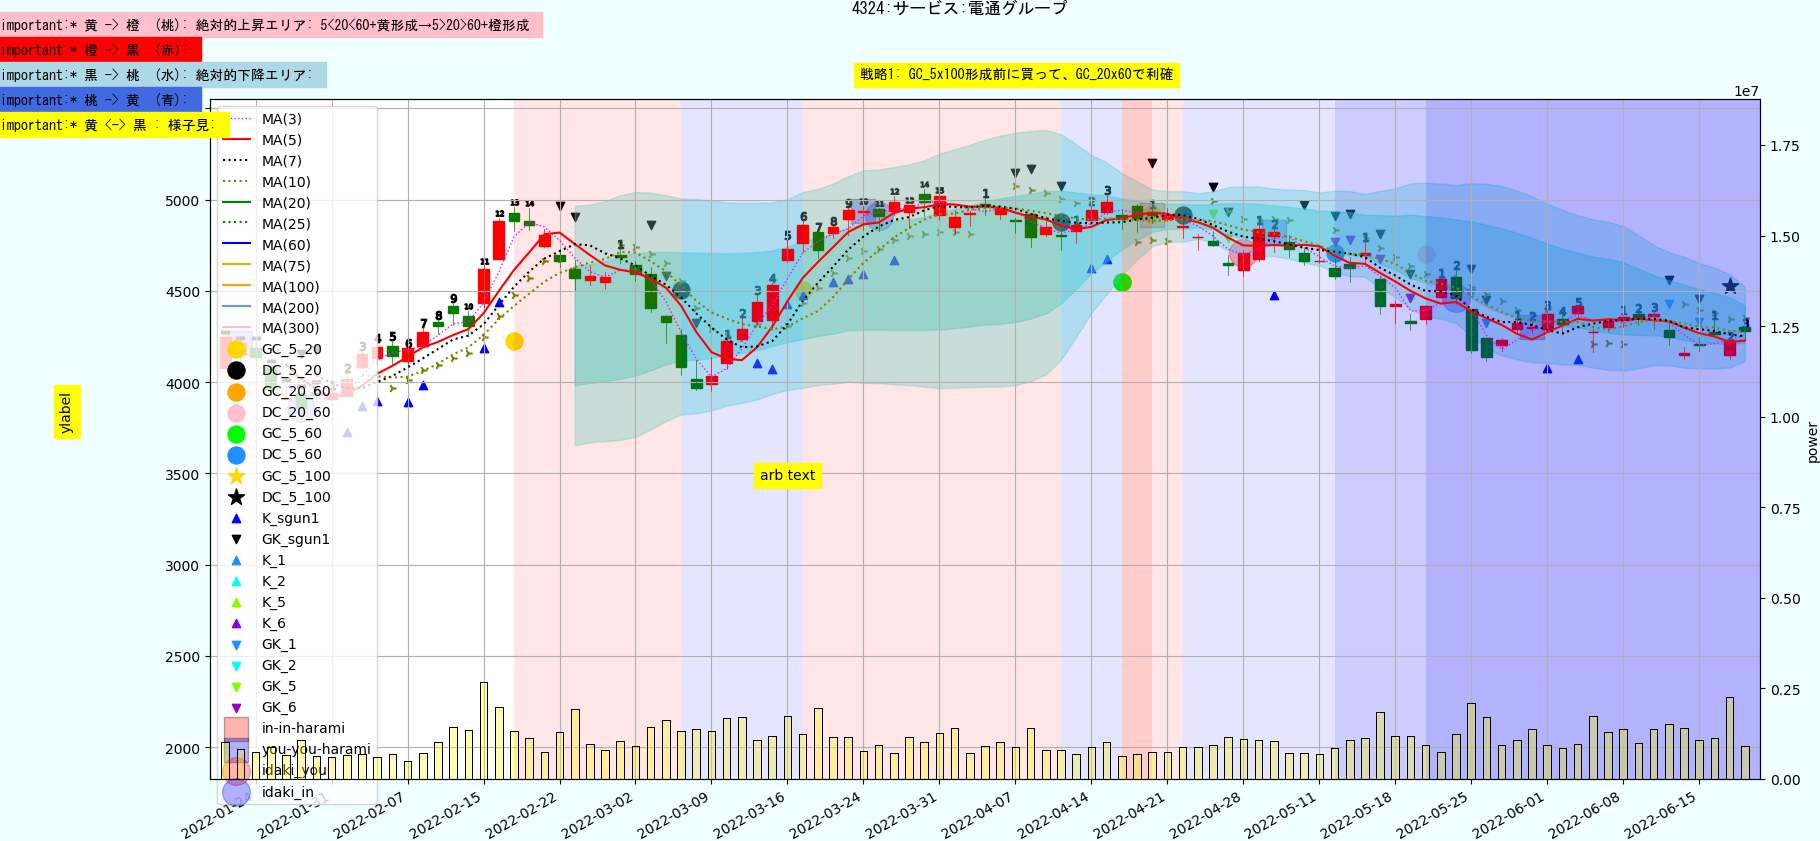 4324:サービス:電通グループ
important:* 黄 -> 橙 (桃): 絶対的上昇エリア: 5<20<60+黄形成→5>20>60+橙形成
important:* 橙 -> 黒 (赤):
important:* 黒 -> 桃 (水): 絶対的下降エリア:
important:* 桃 -> 黄 (青):
important:* 黄 <-> 黒 : 様子見:
戦略1: GC_5x100形成前に買って、GC_20x60で利確
1e7
MA(3)
MA(5)
MA(7)
MA(10)
MA(20)
MA(25)
MA(60)
MA(75)
MA(100)
MA(200)
MA(300)
GC_5_20
DC_5_20
GC_20_60
DC_20_60
GC_5_60
DC_5_60
GC_5_100
DC_5_100
K_sgun1
GK_sgun1
K_1
K_2
K_5
K_6
GK_1
GK_2
GK_5
GK_6
in-in-harami
you-you-harami
idaki_you
idaki_in
arb text
ylabel
5000
4500
4000
3500
3000
2500
2000
power
1.75
1.50
1.25
1.00
0.75
0.50
0.25
0.00
2022-01-24
2022-01-31
2022-02-07
2022-02-15
2022-02-22
2022-03-02
2022-03-09
2022-03-16
2022-03-24
2022-03-31
2022-04-07
2022-04-14
2022-04-21
2022-04-28
2022-05-11
2022-05-18
2022-05-25
2022-06-01
2022-06-08
2022-06-15